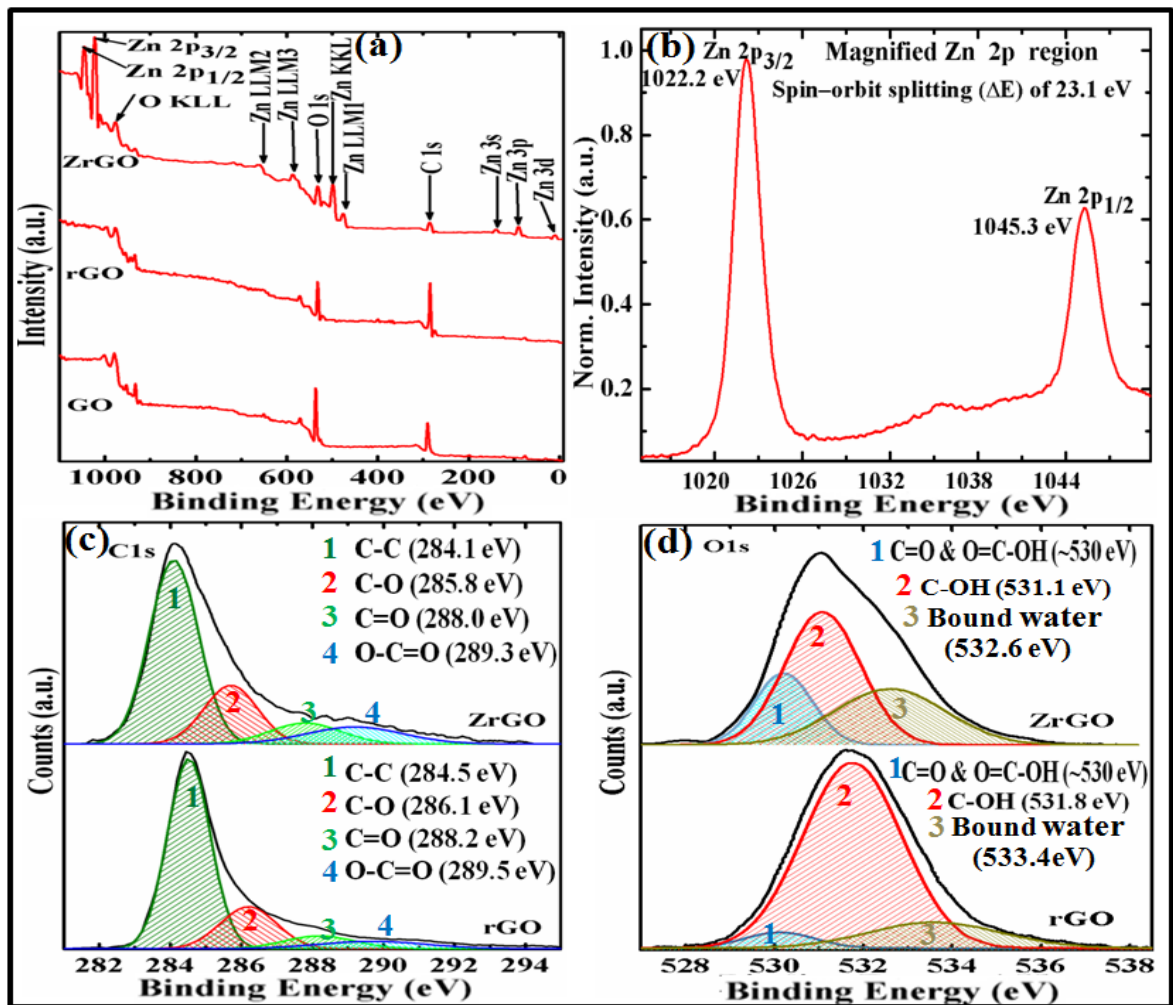 (a)
Zn 2p3/2
Zn 2p1/2
O KLL
Zn LLM2
Zn LLM3
O 1s
Zn KKL
Zn LLM1
C 1s
Zn 3s
Zn 3p
Zn 3d
ZrGO
rGO
GO
Intensity (a.u.)
1000 800 600 400 200 0
Binding Energy (eV)
(b)
Zn 2p3/2
1022.2 eV
Magnified Zn 2p region
Spin–orbit splitting (ΔE) of 23.1 eV
Zn 2p1/2
1045.3 eV
Norm. Intensity (a.u.)
1.0
0.8
0.6
0.4
0.2
1020 1026 1032 1038 1044
Binding Energy (eV)
(c)
C1s
1 C-C (284.1 eV)
2 C-O (285.8 eV)
3 C=O (288.0 eV)
4 O-C=O (289.3 eV)
1
2
3
4
ZrGO
1 C-C (284.5 eV)
2 C-O (286.1 eV)
3 C=O (288.2 eV)
4 O-C=O (289.5 eV)
1
2
3
4
rGO
Counts (a.u.)
282 284 286 288 290 292 294
Binding Energy (eV)
(d)
O1s
1 C=O & O=C-OH (~530 eV)
2 C-OH (531.1 eV)
3 Bound water
(532.6 eV)
1
2
3
ZrGO
1 C=O & O=C-OH (~530 eV)
2 C-OH (531.8 eV)
3 Bound water
(533.4eV)
1
2
3
rGO
Counts (a.u.)
528 530 532 534 536 538
Binding Energy (eV)